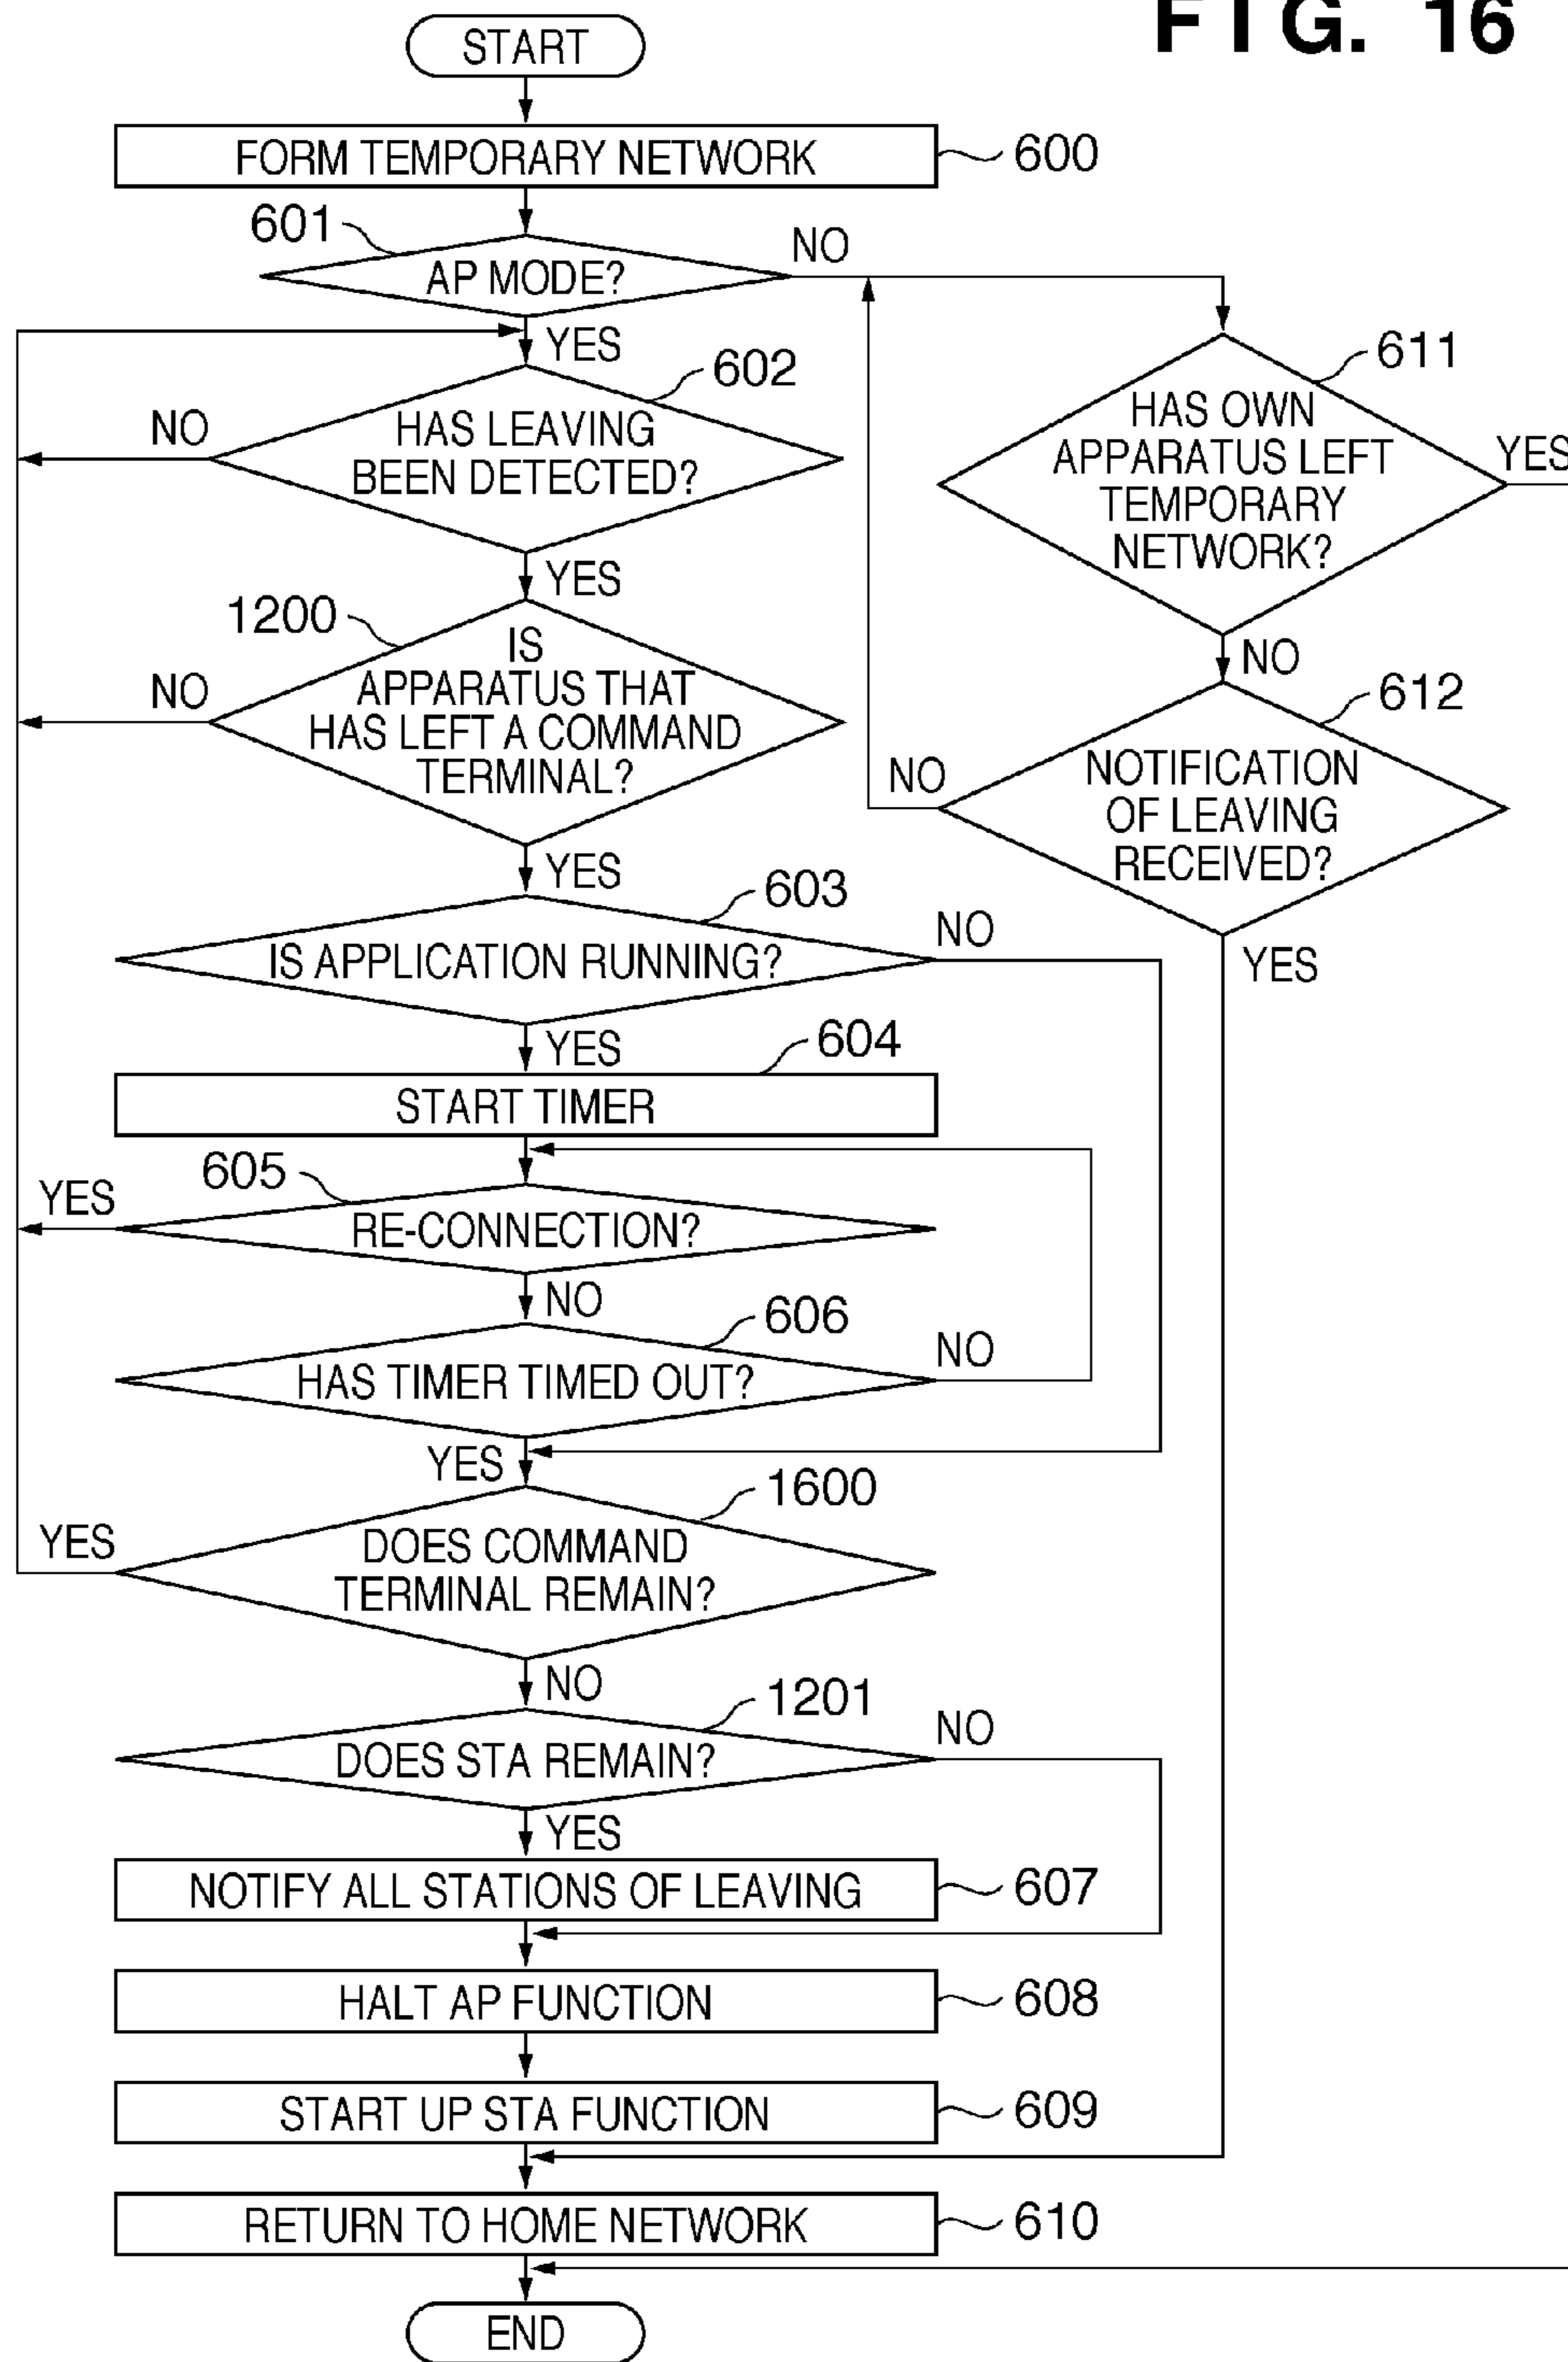 FIG. 16
START
FORM TEMPORARY NETWORK
600
601
AP MODE?
NO
YES
602
HAS LEAVING
BEEN DETECTED?
NO
YES
611
HAS OWN
APPARATUS LEFT
TEMPORARY
NETWORK?
YES
NO
1200
IS
APPARATUS THAT
HAS LEFT A COMMAND
TERMINAL?
NO
YES
612
NOTIFICATION
OF LEAVING
RECEIVED?
NO
YES
603
IS APPLICATION RUNNING?
NO
YES
604
START TIMER
605
YES
RE-CONNECTION?
NO
606
HAS TIMER TIMED OUT?
NO
YES
1600
YES
DOES COMMAND
TERMINAL REMAIN?
NO
1201
DOES STA REMAIN?
NO
YES
NOTIFY ALL STATIONS OF LEAVING
607
HALT AP FUNCTION
608
START UP STA FUNCTION
609
RETURN TO HOME NETWORK
610
END